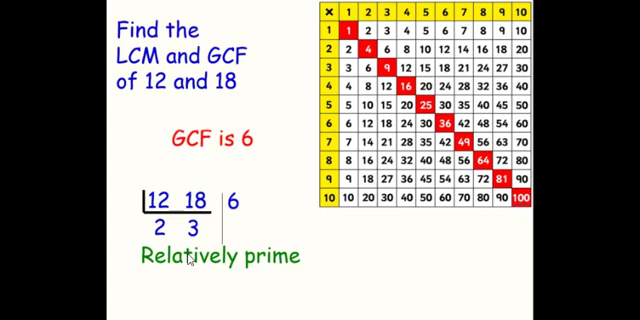 Find the
LCM and GCF
of 12 and 18
GCF is 6
12 18 6
2 3
Relatively prime
× 1 2 3 4 5 6 7 8 9 10
1 1 2 3 4 5 6 7 8 9 10
2 2 4 6 8 10 12 14 16 18 20
3 3 6 9 12 15 18 21 24 27 30
4 4 8 12 16 20 24 28 32 36 40
5 5 10 15 20 25 30 35 40 45 50
6 6 12 18 24 30 36 42 48 54 60
7 7 14 21 28 35 42 49 56 63 70
8 8 16 24 32 40 48 56 64 72 80
9 9 18 27 36 45 54 63 72 81 90
10 10 20 30 40 50 60 70 80 90 100